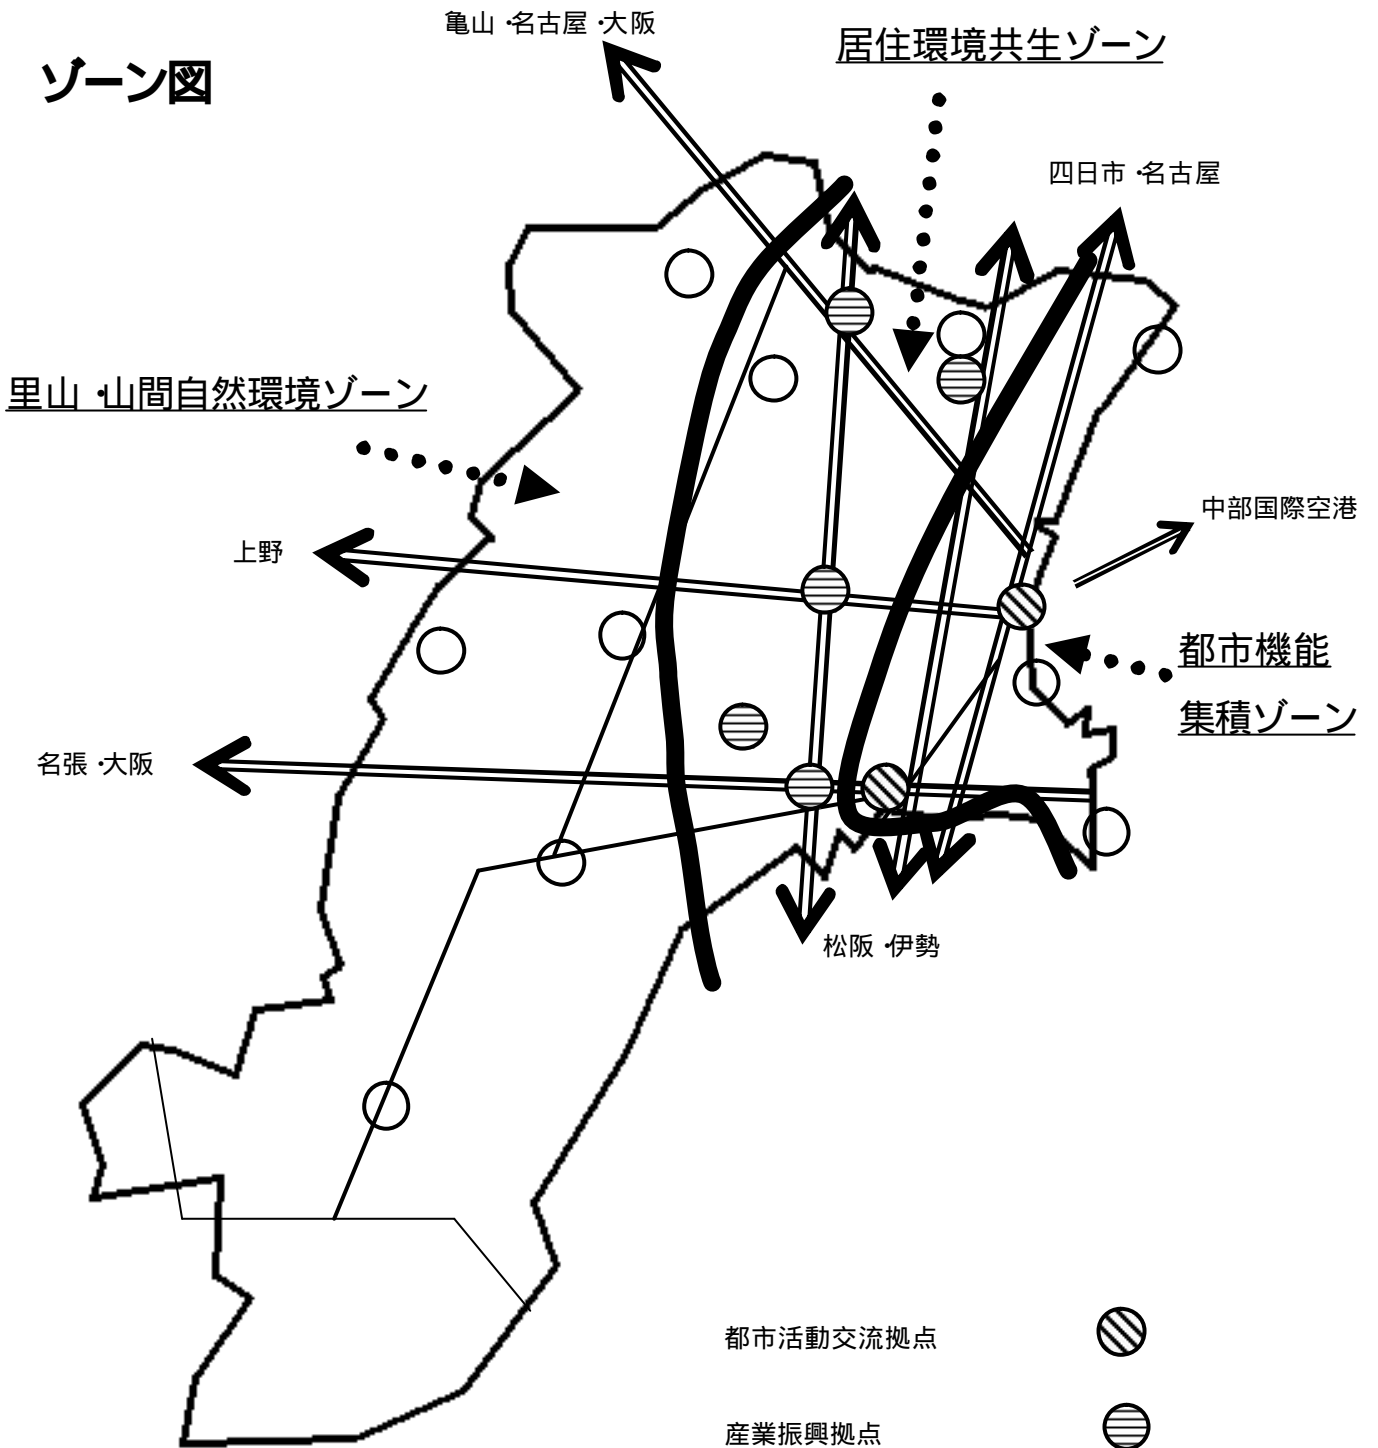 亀山・名古屋・大阪
居住環境共生ゾーン
ゾーン図
四日市・名古屋
里山・山間自然環境ゾーン
中部国際空港
上野
都市機能
集積ゾーン
名張・大阪
松阪・伊勢
都市活動交流拠点
産業振興拠点